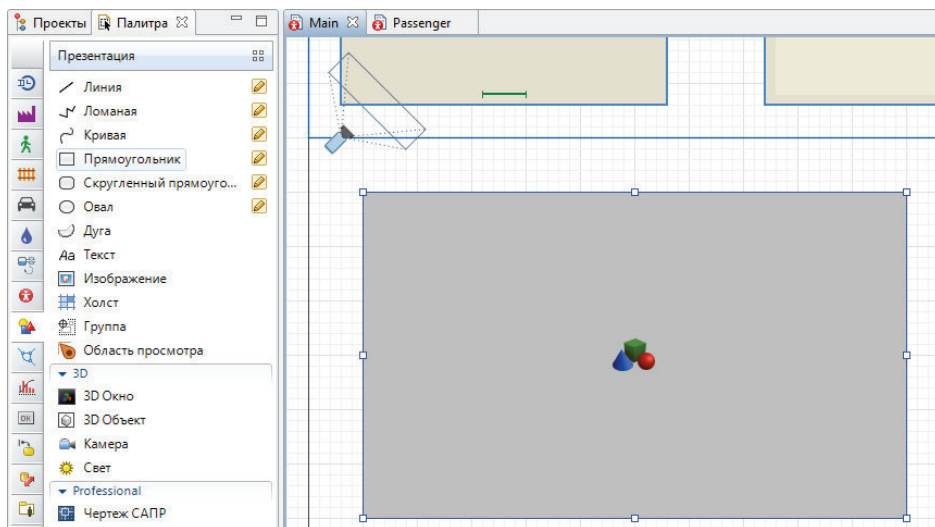 Проекты Палитра
Main Passenger
Презентация
Линия
Ломаная
Кривая
Прямоугольник
Скругленный прямоуго...
Овал
Дуга
Aa Текст
Изображение
Холст
Группа
Область просмотра
3D
3D Окно
3D Объект
Камера
Свет
Professional
Чертеж САПР
OK